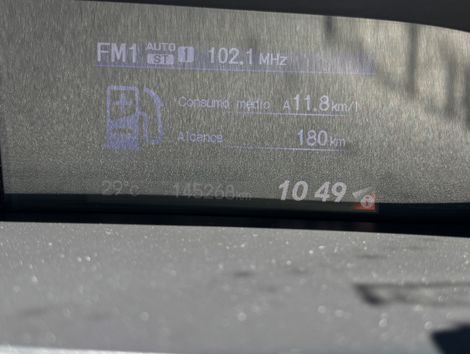 FM1 AUTO ST 1 102.1 MHz
Consumo médio A 11.8 km/l
Alcance 180 km
29°C 145268 km 10 49 i